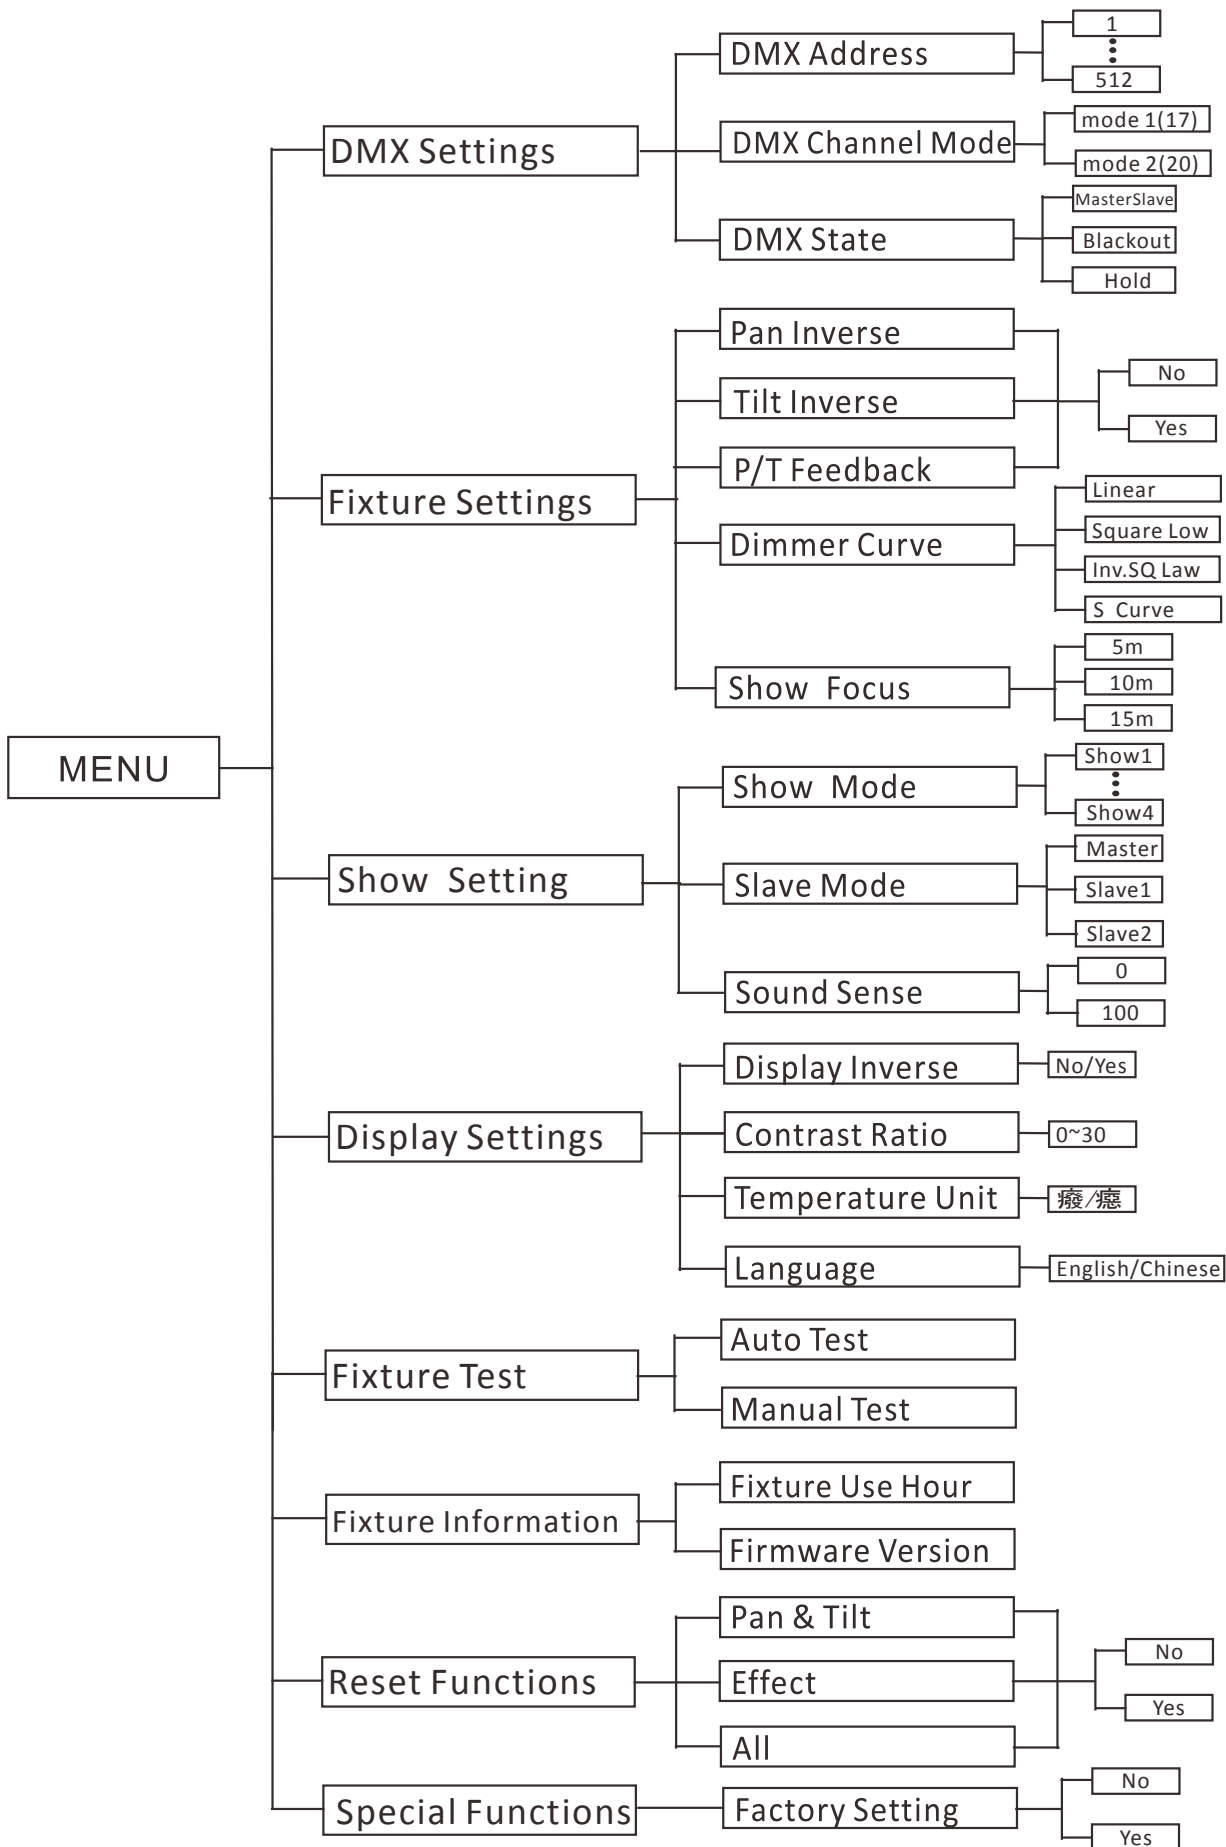 MENU
DMX Settings
DMX Address
1
512
DMX Channel Mode
mode 1(17)
mode 2(20)
DMX State
MasterSlave
Blackout
Hold
Fixture Settings
Pan Inverse
Tilt Inverse
P/T Feedback
No
Yes
Dimmer Curve
Linear
Square Low
Inv.SQ Law
S Curve
Show Focus
5m
10m
15m
Show Setting
Show Mode
Show1
Show4
Slave Mode
Master
Slave1
Slave2
Sound Sense
0
100
Display Settings
Display Inverse
No/Yes
Contrast Ratio
0~30
Temperature Unit
癈/癋
Language
English/Chinese
Fixture Test
Auto Test
Manual Test
Fixture Information
Fixture Use Hour
Firmware Version
Reset Functions
Pan & Tilt
Effect
All
No
Yes
Special Functions
Factory Setting
No
Yes